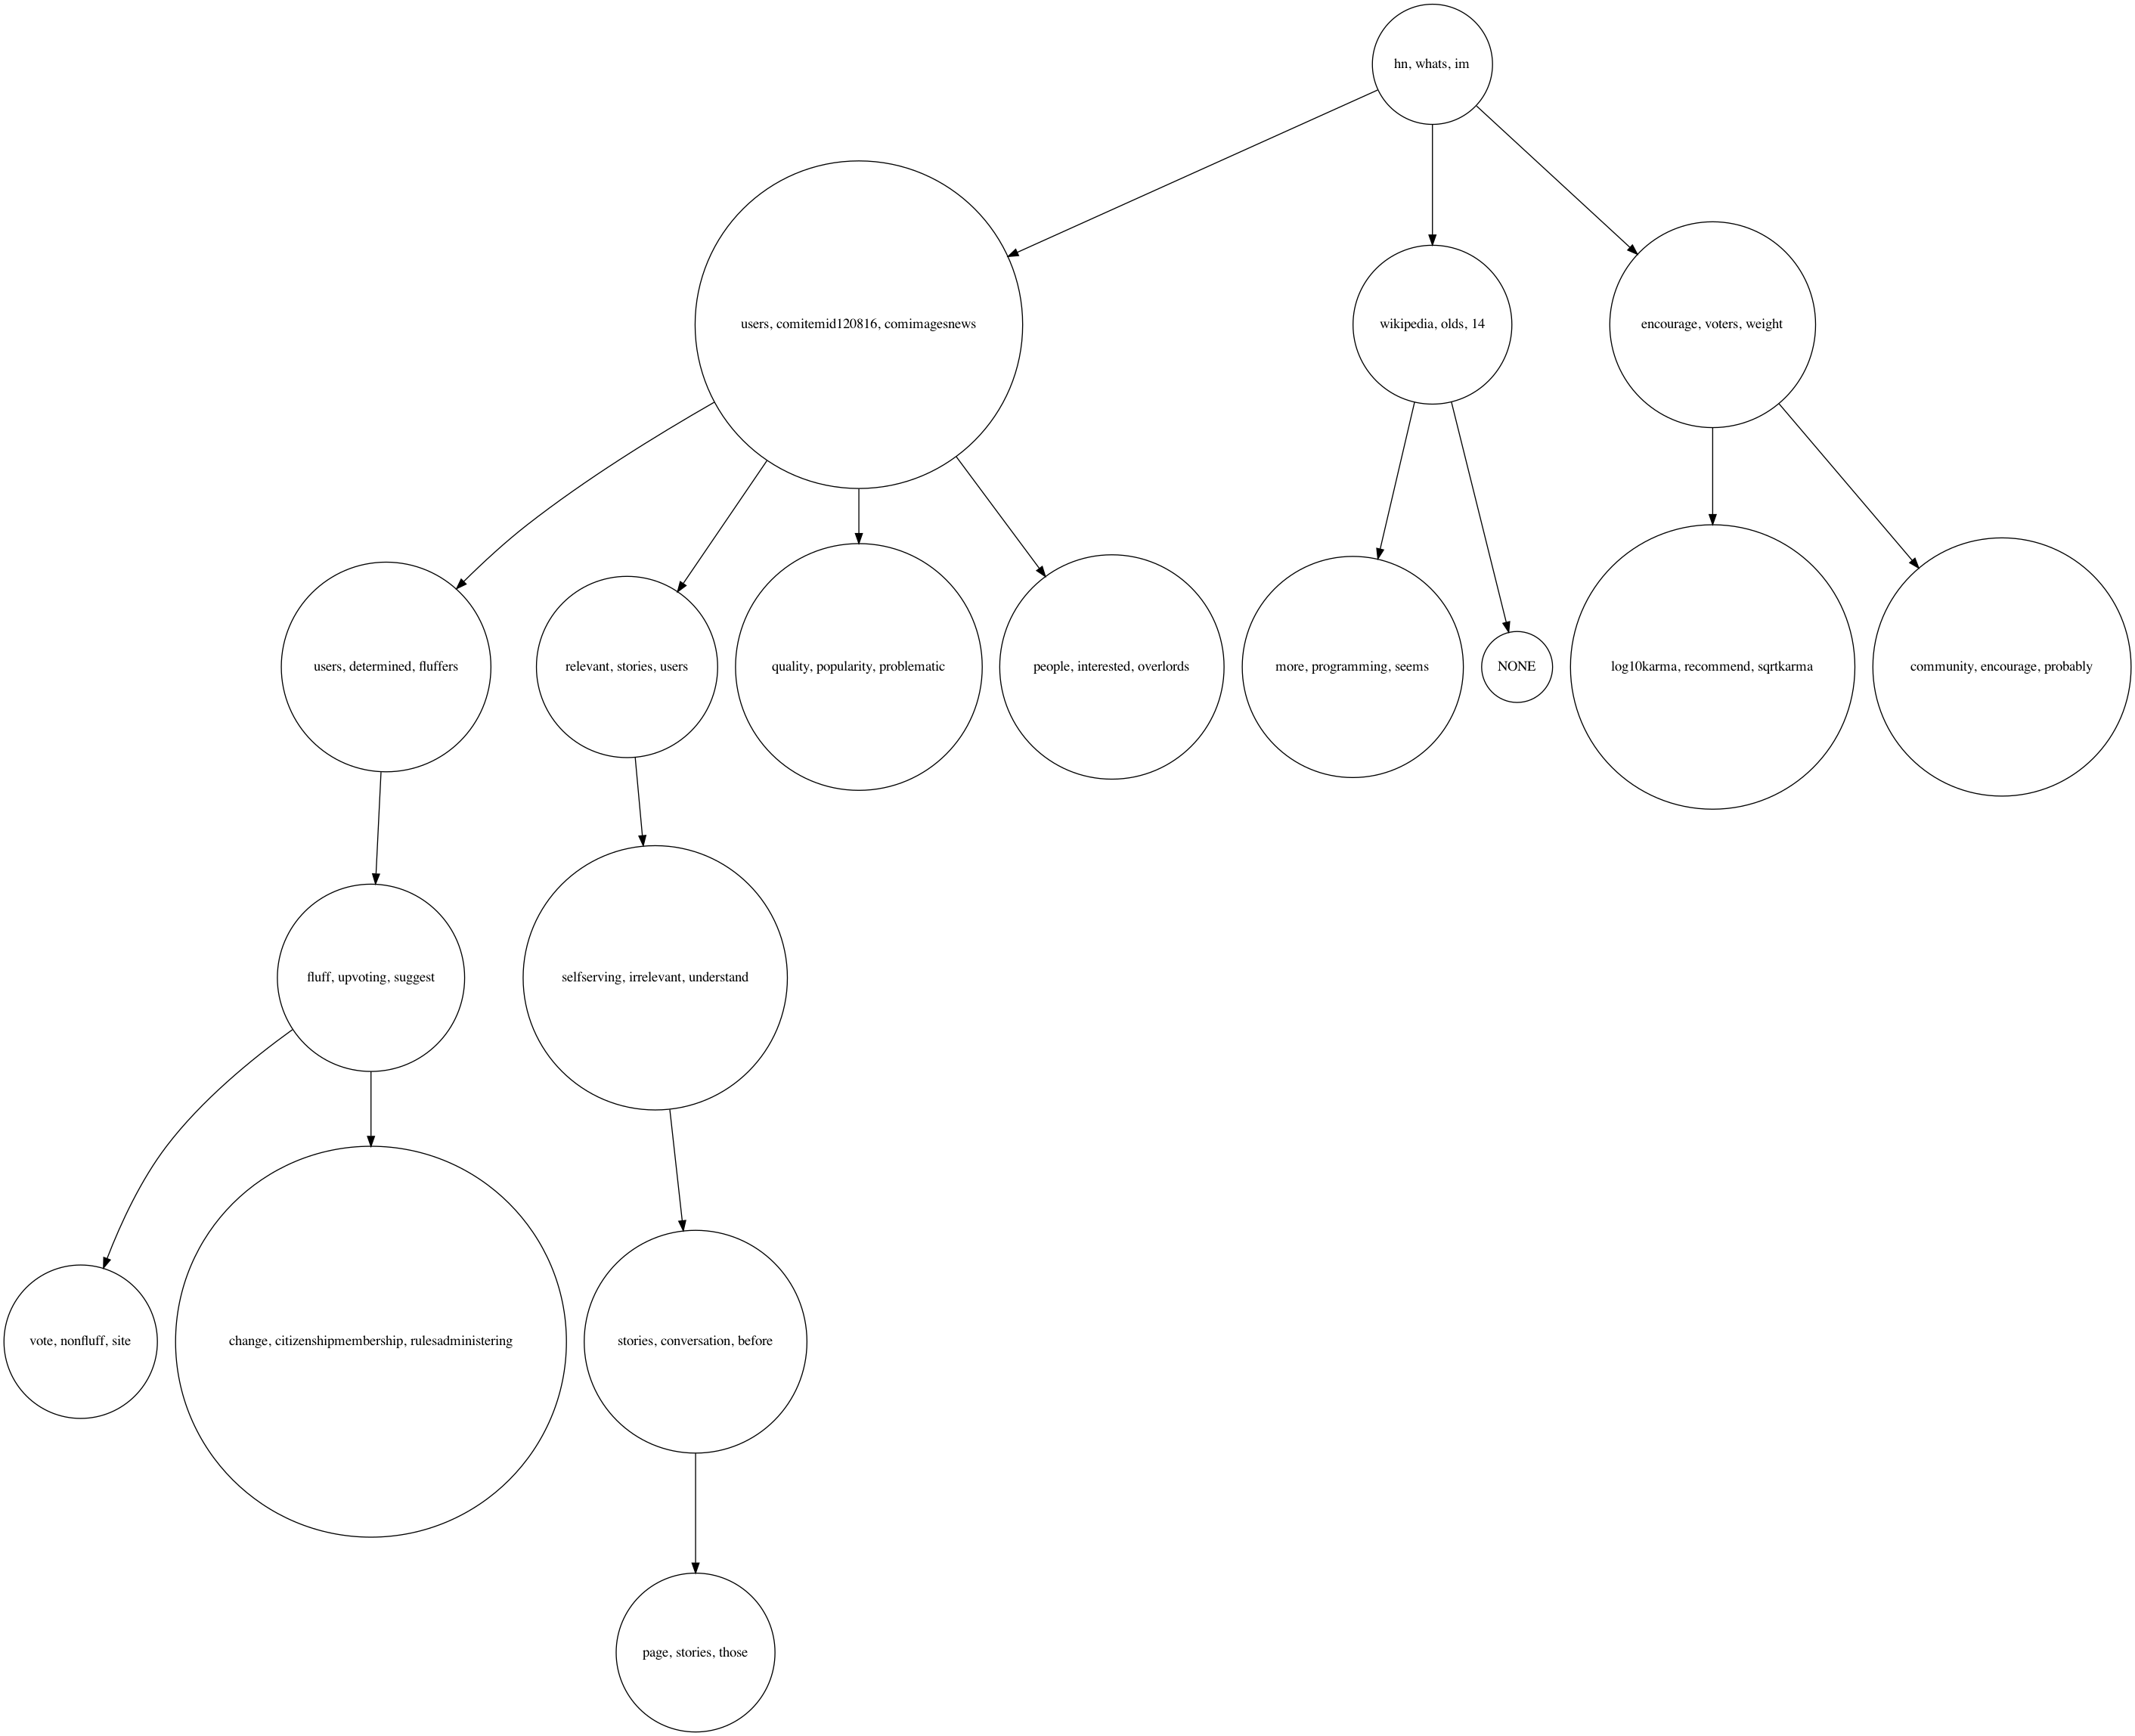 hn, whats, im
users, comitemid120816, comimagesnews
wikipedia, olds, 14
encourage, voters, weight
users, determined, fluffers
relevant, stories, users
quality, popularity, problematic
people, interested, overlords
more, programming, seems
NONE
log10karma, recommend, sqrtkarma
community, encourage, probably
fluff, upvoting, suggest
selfserving, irrelevant, understand
vote, nonfluff, site
change, citizenshipmembership, rulesadministering
stories, conversation, before
page, stories, those